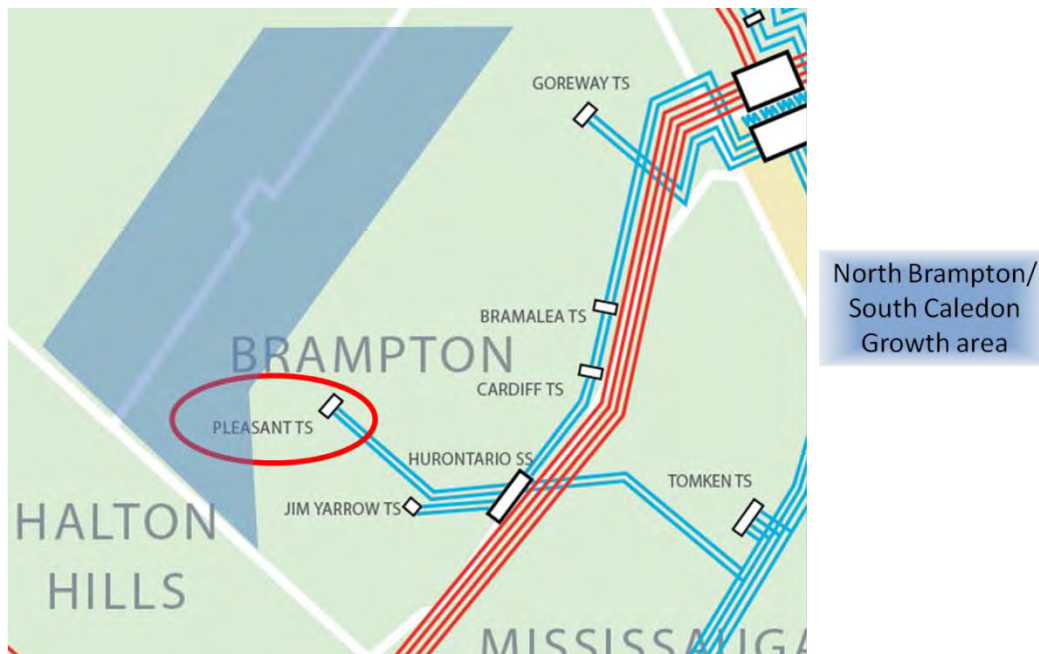 GOREWAY TS
BRAMALEA TS
BRAMPTON
CARDIFF TS
PLEASANT TS
HURONTARIO SS
TOMKEN TS
JIM YARROW TS
HALTON
HILLS
MISSISSAUGA
North Brampton/
South Caledon
Growth area